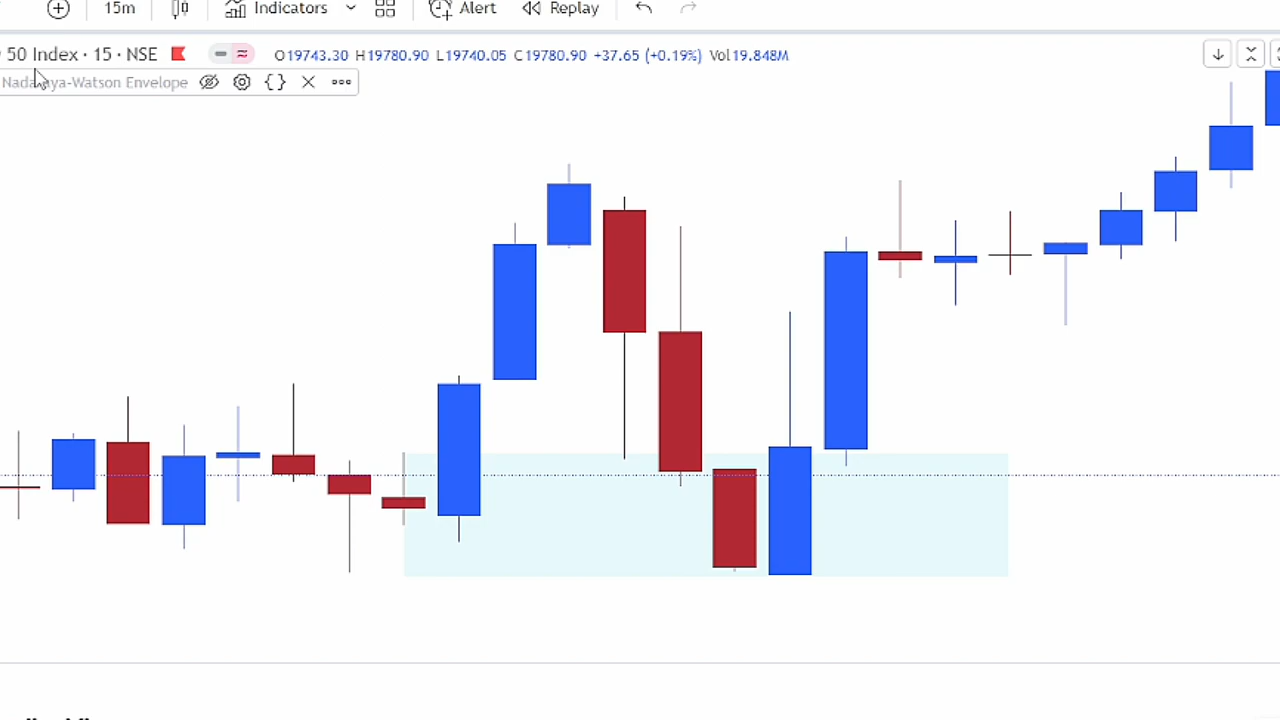 15m Indicators Alert Replay
50 Index · 15 · NSE O19743.30 H19780.90 L19740.05 C19780.90 +37.65 (+0.19%) Vol19.848M
Nadaraya-Watson Envelope